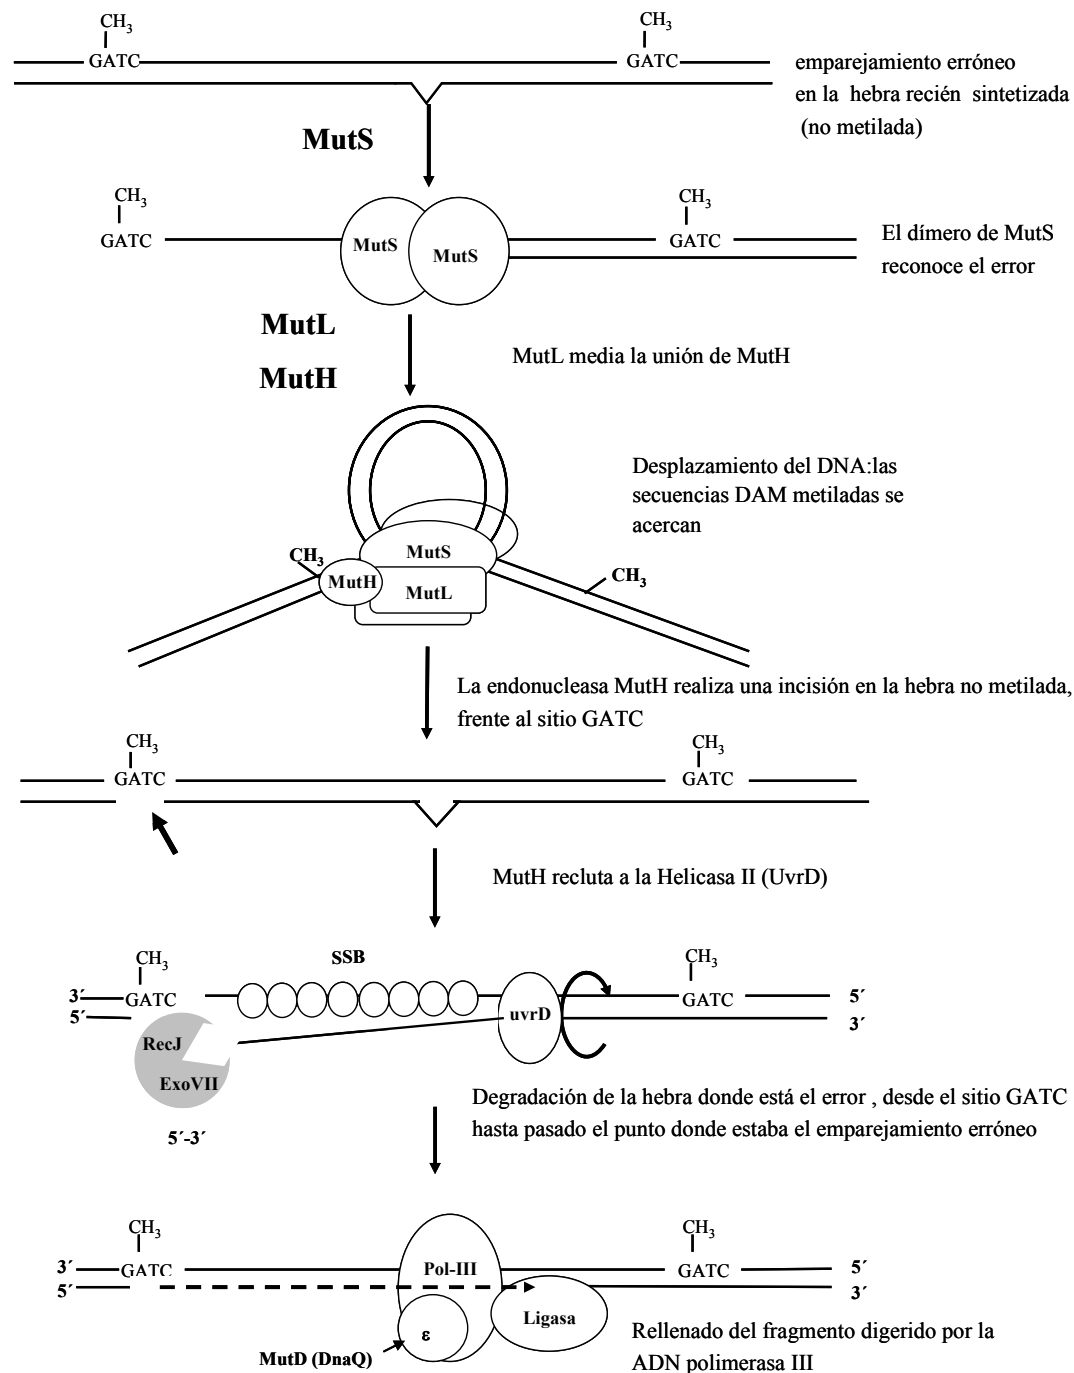 CH3
CH3
GATC
GATC
emparejamiento erróneo
en la hebra recién sintetizada
(no metilada)
MutS
CH3
CH3
GATC
MutS
MutS
GATC
El dímero de MutS
reconoce el error
MutL
MutH
MutL media la unión de MutH
Desplazamiento del DNA:las
secuencias DAM metiladas se
acercan
CH3
MutS
MutH
MutL
CH3
La endonucleasa MutH realiza una incisión en la hebra no metilada,
frente al sitio GATC
CH3
CH3
GATC
GATC
MutH recluta a la Helicasa II (UvrD)
CH3
SSB
CH3
3´
GATC
GATC
5´
5´
uvrD
3´
RecJ
ExoVII
5´-3´
Degradación de la hebra donde está el error , desde el sitio GATC
hasta pasado el punto donde estaba el emparejamiento erróneo
CH3
CH3
3´
GATC
Pol-III
GATC
5´
5´
3´
Ligasa
ε
MutD (DnaQ)
Rellenado del fragmento digerido por la
ADN polimerasa III